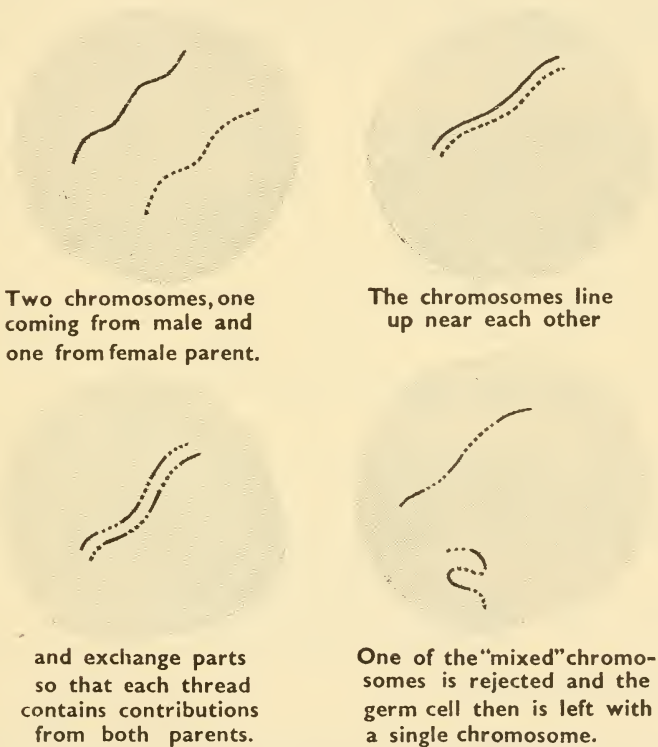 Two chromosomes, one
coming from male and
one from female parent.
The chromosomes line
up near each other
and exchange parts
so that each thread
contains contributions
from both parents.
One of the "mixed" chromo-
somes is rejected and the
germ cell then is left with
a single chromosome.